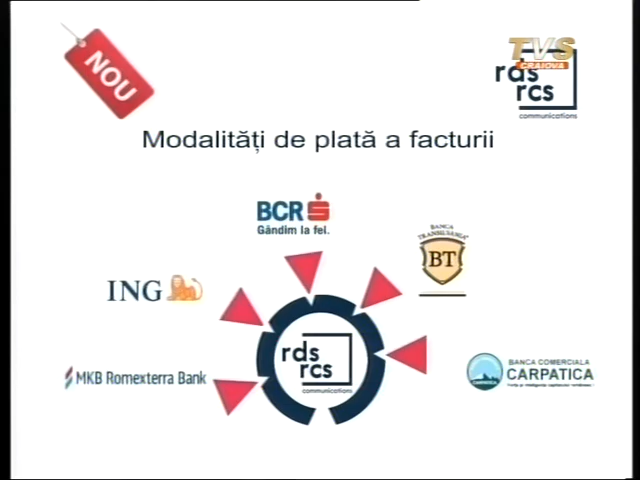 NOU
TVS
CRAIOVA
rds
rcs
communications
Modalități de plată a facturii
BCR
Gândim la fel.
BANCA
TRANSILVANIA
BT
ING
rds
rcs
communications
MKB Romexterra Bank
BANCA COMERCIALA
CARPATICA
CARPATICA